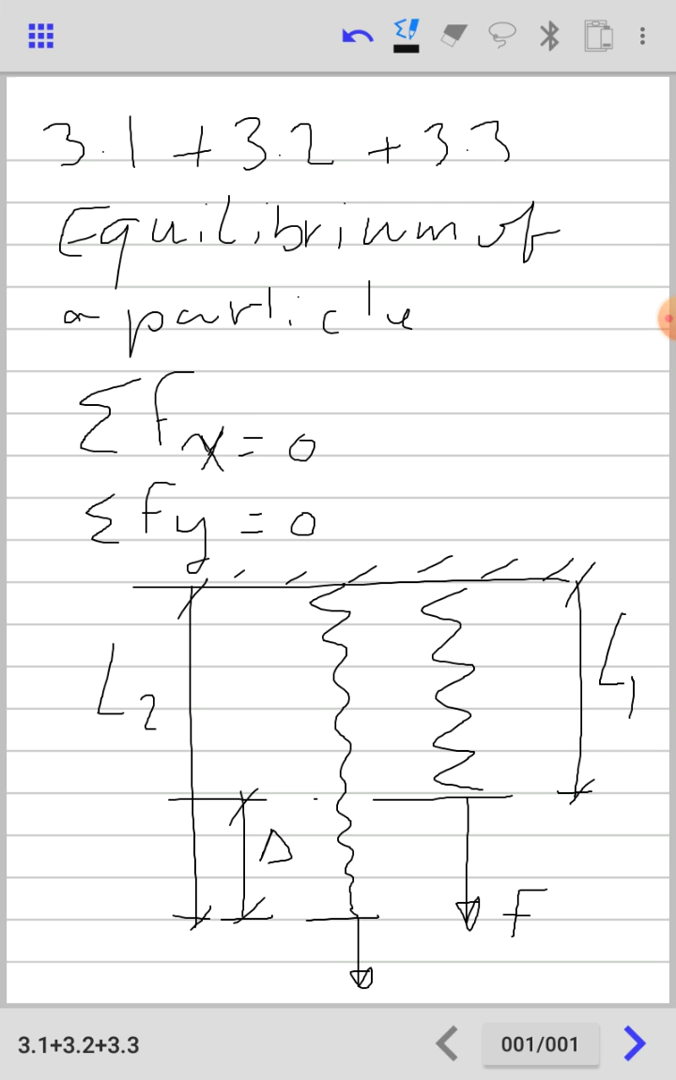 3.1 + 3.2 + 3.3
Equilibrium of
a particle
ΣFx = 0
ΣFy = 0
L2
L1
Δ
F
3.1+3.2+3.3
001/001